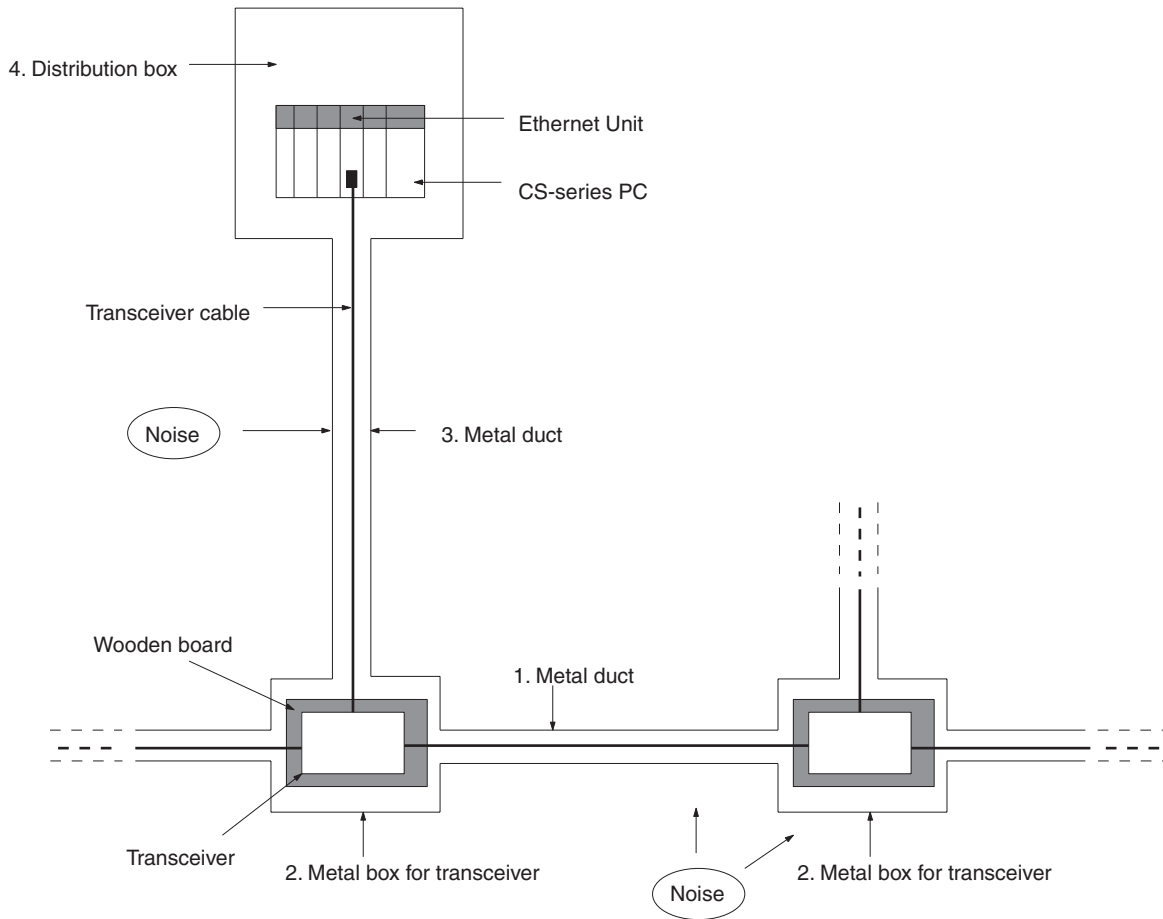 4. Distribution box
Ethernet Unit
CS-series PC
Transceiver cable
Noise
3. Metal duct
Wooden board
1. Metal duct
Transceiver
2. Metal box for transceiver
Noise
2. Metal box for transceiver